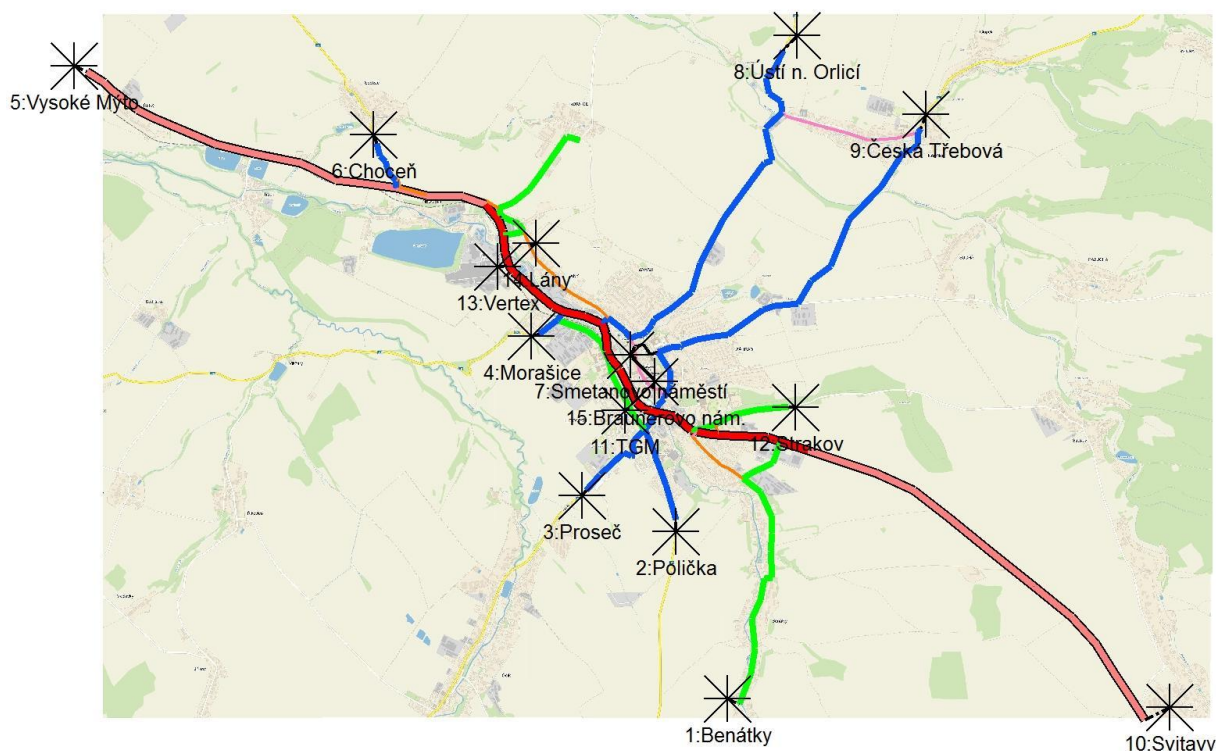 8:Ústí n. Orlicí
5:Vysoké Mýto
9:Česká Třebová
6:Choceň
14:Lány
13:Vertex
4:Morašice
7:Smetanovo náměstí
15:Braunerovo nám.
11:TGM
12:Strakov
3:Proseč
2:Polička
1:Benátky
10:Svitavy